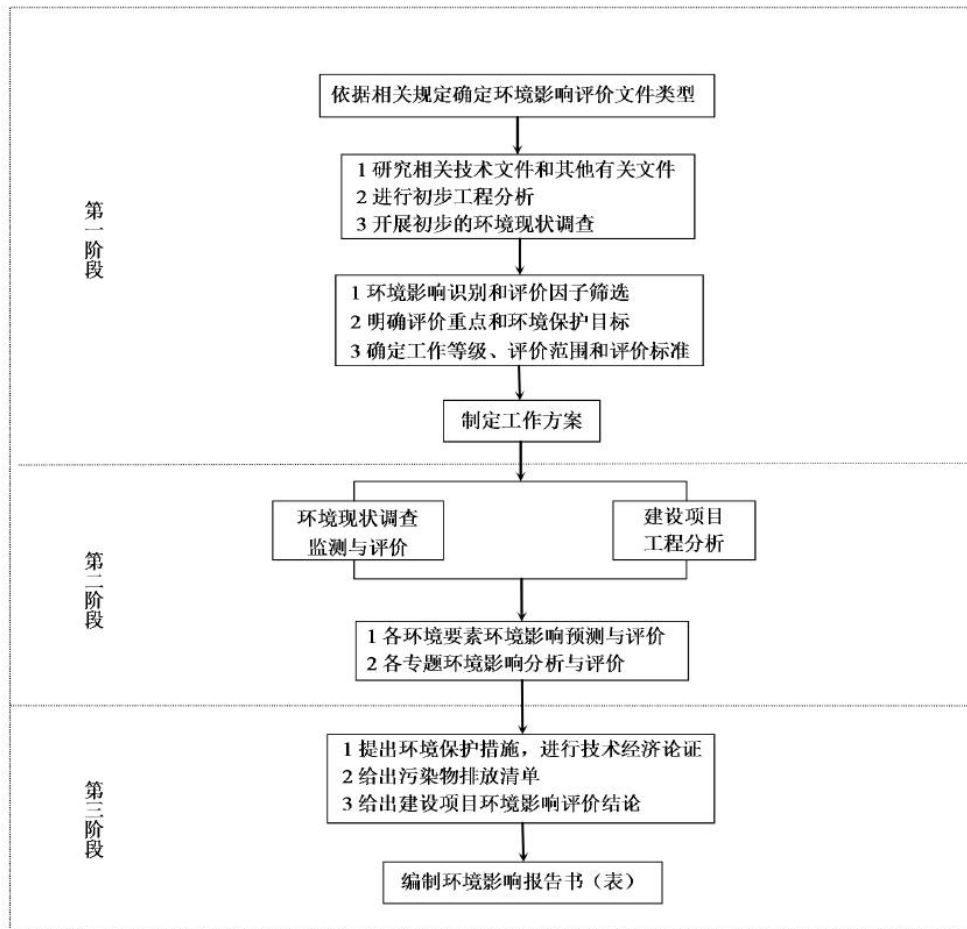 依据相关规定确定环境影响评价文件类型
1 研究相关技术文件和其他有关文件
2 进行初步工程分析
3 开展初步的环境现状调查
第一阶段
1 环境影响识别和评价因子筛选
2 明确评价重点和环境保护目标
3 确定工作等级、评价范围和评价标准
制定工作方案
环境现状调查
监测与评价
建设项目
工程分析
第二阶段
1 各环境要素环境影响预测与评价
2 各专题环境影响分析与评价
1 提出环境保护措施，进行技术经济论证
2 给出污染物排放清单
3 给出建设项目环境影响评价结论
第三阶段
编制环境影响报告书（表）